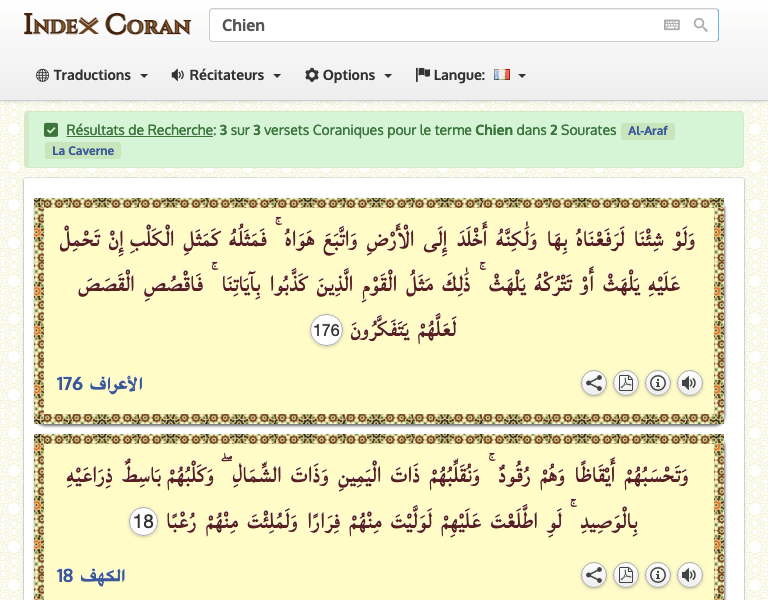 INDEX CORAN
Chien
Traductions
Récitateurs
Options
Langue:
Résultats de Recherche: 3 sur 3 versets Coraniques pour le terme Chien dans 2 Sourates Al-Araf
La Caverne
وَلَوْ شِئْنَا لَرَفَعْنَاهُ بِهَا وَلَٰكِنَّهُ أَخْلَدَ إِلَى الْأَرْضِ وَاتَّبَعَ هَوَاهُ ۚ فَمَثَلُهُ كَمَثَلِ الْكَلْبِ إِنْ تَحْمِلْ
عَلَيْهِ يَلْهَثْ أَوْ تَتْرُكْهُ يَلْهَثْ ۚ ذَٰلِكَ مَثَلُ الْقَوْمِ الَّذِينَ كَذَّبُوا بِآيَاتِنَا ۚ فَاقْصُصِ الْقَصَصَ
لَعَلَّهُمْ يَتَفَكَّرُونَ 176
الأعراف 176
وَتَحْسَبُهُمْ أَيْقَاظًا وَهُمْ رُقُودٌ ۚ وَنُقَلِّبُهُمْ ذَاتَ الْيَمِينِ وَذَاتَ الشِّمَالِ ۖ وَكَلْبُهُمْ بَاسِطٌ ذِرَاعَيْهِ
بِالْوَصِيدِ ۚ لَوِ اطَّلَعْتَ عَلَيْهِمْ لَوَلَّيْتَ مِنْهُمْ فِرَارًا وَلَمُلِئْتَ مِنْهُمْ رُعْبًا 18
الكهف 18